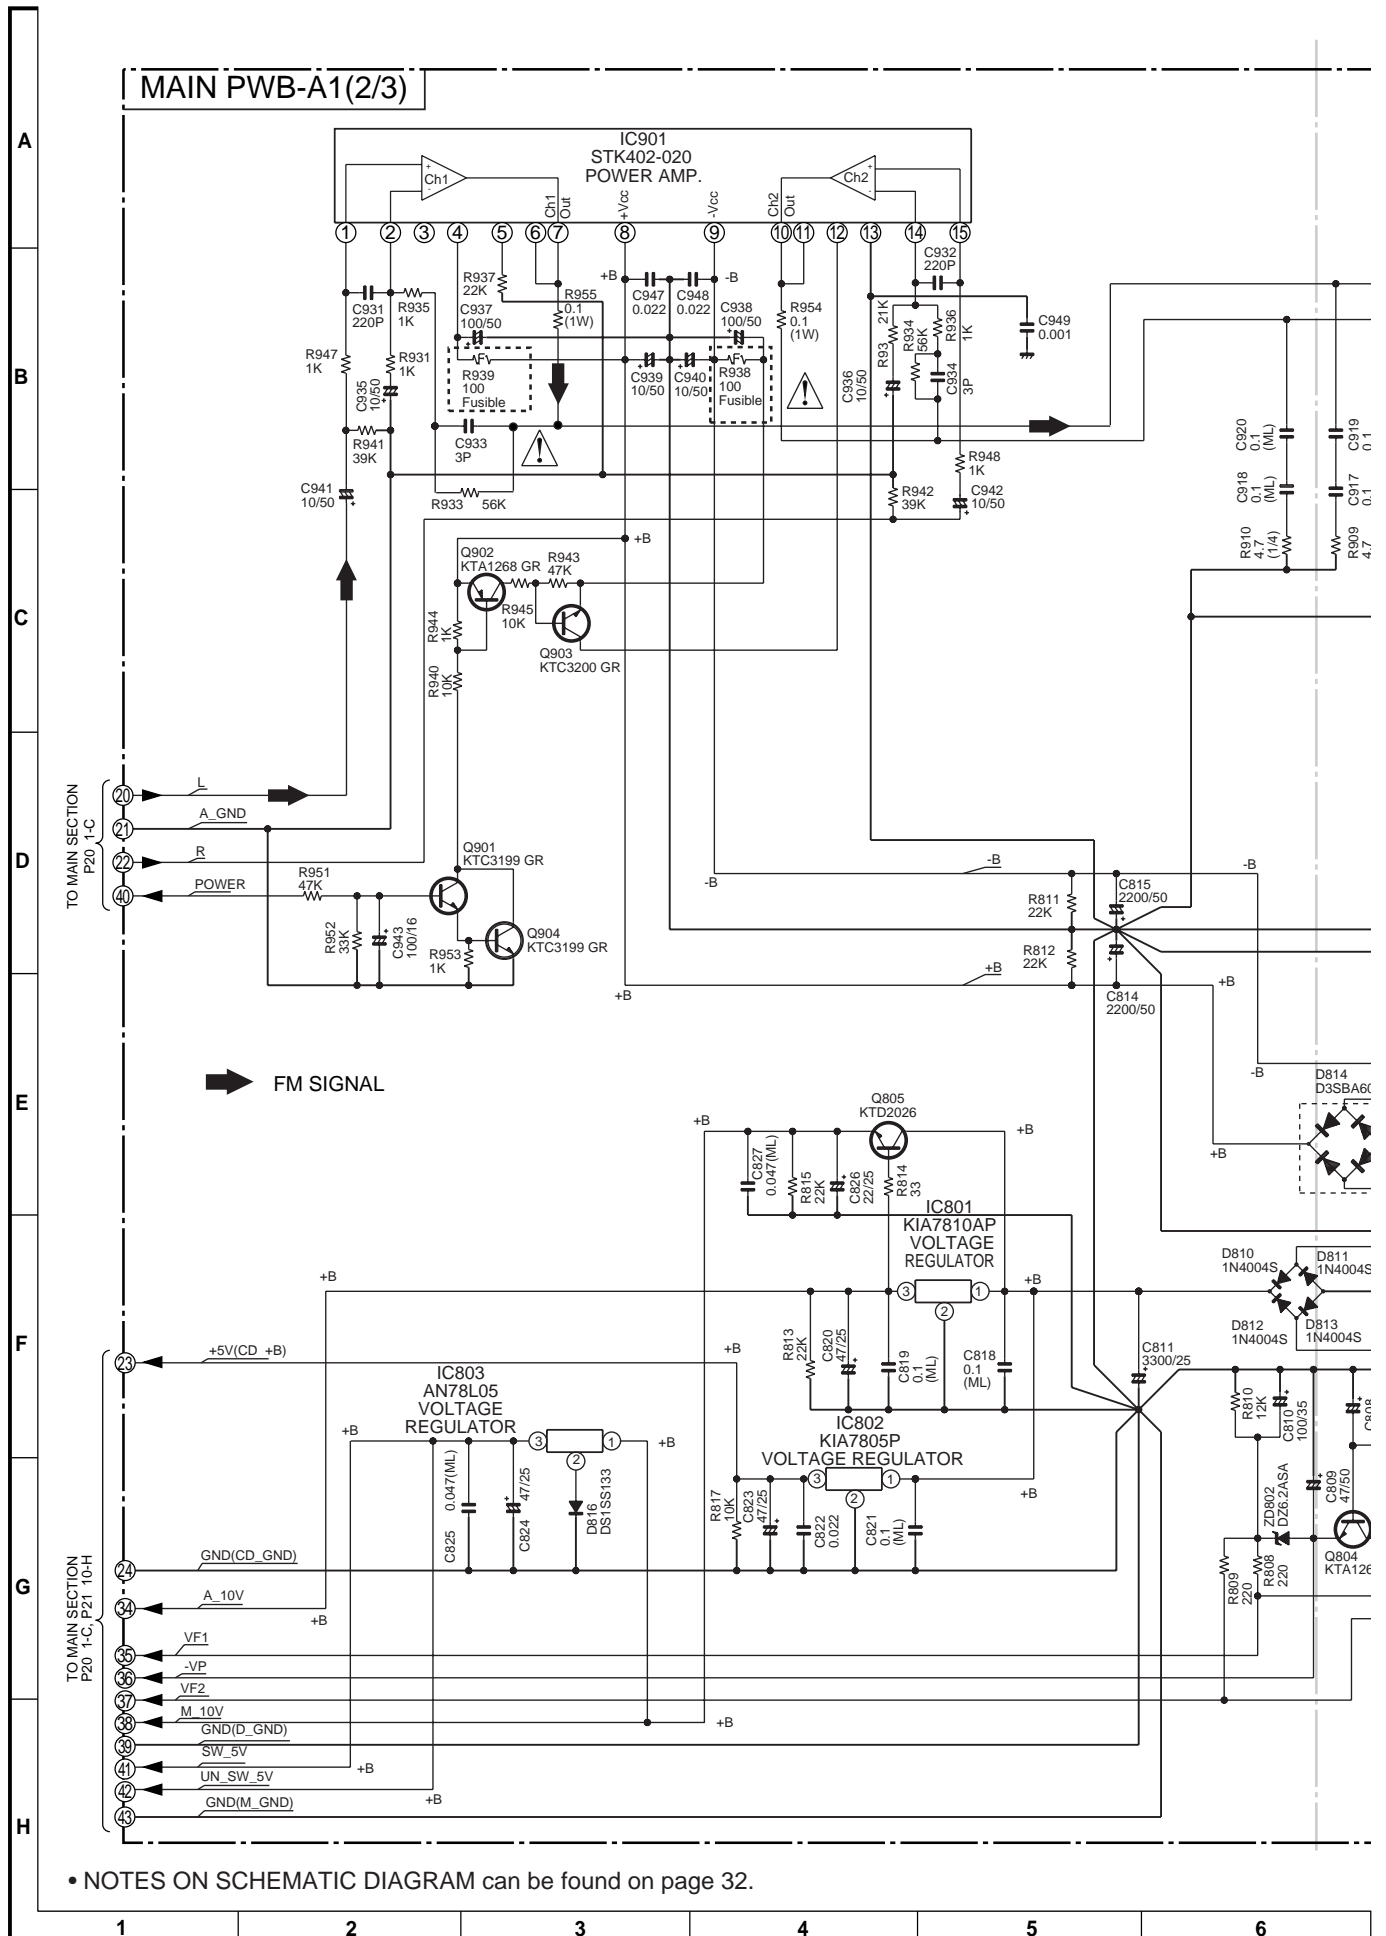 MAIN PWB-A1(2/3)
A
B
C
D
E
F
G
H
IC901
STK402-020
POWER AMP.
+
-
Ch1
Ch1
Out
+Vcc
-Vcc
Ch2
Out
Ch2
+
-
1
2
3
4
5
6
7
8
9
10
11
12
13
14
15
C932
220P
R937
22K
C937
100/50
R955
0.1
(1W)
+B
C947
0.022
C948
0.022
-B
C938
100/50
R954
0.1
(1W)
21K
R93
R934
56K
R936
1K
C949
0.001
C931
220P
R935
1K
R947
1K
R931
1K
C935
10/50
F
R939
100
Fusible
C939
10/50
C940
10/50
F
R938
100
Fusible
C936
10/50
C934
3P
R941
39K
C933
3P
C941
10/50
R933
56K
R942
39K
R948
1K
C942
10/50
C920
0.1
(ML)
C919
0.1
C918
0.1
(ML)
C917
0.1
R910
4.7
(1/4)
R909
4.7
+B
Q902
KTA1268 GR
R943
47K
R945
10K
R944
1K
Q903
KTC3200 GR
R940
10K
TO MAIN SECTION
P20 1-C
20
L
21
A_GND
22
R
40
POWER
R951
47K
R952
33K
C943
100/16
Q901
KTC3199 GR
Q904
KTC3199 GR
R953
1K
-B
-B
-B
R811
22K
C815
2200/50
R812
22K
+B
C814
2200/50
+B
+B
-B
FM SIGNAL
D814
D3SBA60
+B
Q805
KTD2026
+B
+B
C827
0.047(ML)
R815
22K
C826
22/25
R814
33
IC801
KIA7810AP
VOLTAGE
REGULATOR
3
1
2
+B
+B
D810
1N4004S
D811
1N4004S
D812
1N4004S
D813
1N4004S
R813
22K
C820
47/25
C819
0.1
(ML)
C818
0.1
(ML)
C811
3300/25
TO MAIN SECTION
P20 1-C, P21 10-H
23
+5V(CD_+B)
IC803
AN78L05
VOLTAGE
REGULATOR
+B
3
1
2
+B
C825
0.047(ML)
C824
47/25
D816
DS1SS133
IC802
KIA7805P
VOLTAGE REGULATOR
+B
3
1
2
+B
R817
10K
C823
47/25
C822
0.022
C821
0.1
(ML)
R810
12K
C810
100/35
C808
ZD802
DZ6.2ASA
C809
47/50
Q804
KTA126
R809
220
R808
220
24
GND(CD_GND)
34
A_10V
+B
35
VF1
36
-VP
37
VF2
38
M_10V
+B
39
GND(D_GND)
41
SW_5V
+B
42
UN_SW_5V
+B
43
GND(M_GND)
• NOTES ON SCHEMATIC DIAGRAM can be found on page 32.
1
2
3
4
5
6